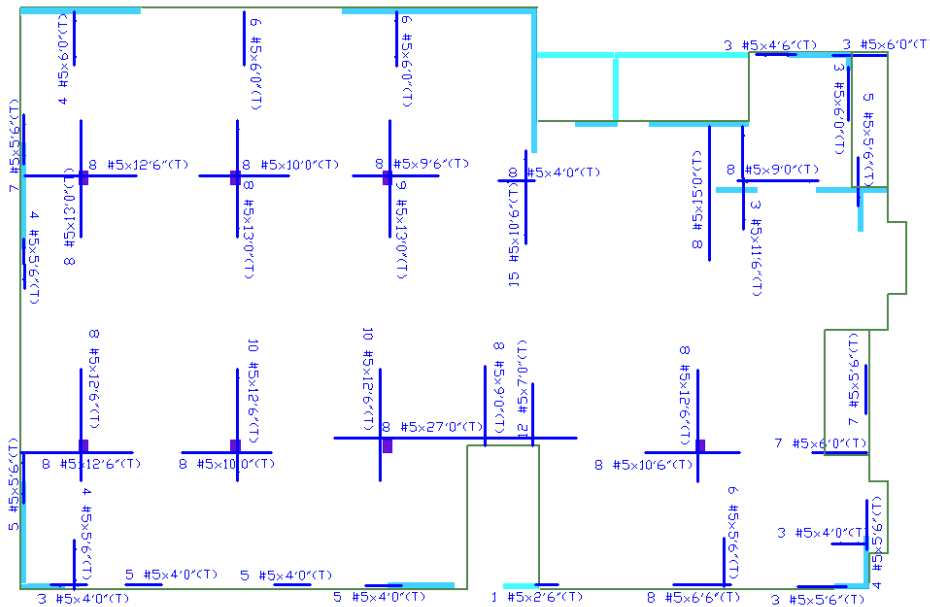 3 #5x4'6"(T)
3 #5x6'0"(T)
4 #5x6'0"(T)
6 #5x6'0"(T)
6 #5x6'0"(T)
3 #5x6'0"(T)
5 #5x5'6"(T)
7 #5x5'6"(T)
8 #5x12'6"(T)
8 #5x10'0"(T)
8 #5x9'6"(T)
8 #5x4'0"(T)
8 #5x9'0"(T)
8 #5x13'0"(T)
8 #5x13'0"(T)
9 #5x13'0"(T)
15 #5x10'6"(T)
8 #5x15'0"(T)
3 #5x11'6"(T)
4 #5x5'6"(T)
8 #5x12'6"(T)
10 #5x12'6"(T)
10 #5x12'6"(T)
8 #5x9'0"(T)
12 #5x7'0"(T)
8 #5x12'6"(T)
7 #5x5'6"(T)
8 #5x27'0"(T)
7 #5x6'0"(T)
8 #5x12'6"(T)
8 #5x10'0"(T)
8 #5x10'6"(T)
5 #5x5'6"(T)
4 #5x5'6"(T)
6 #5x5'6"(T)
3 #5x4'0"(T)
4 #5x5'6"(T)
5 #5x4'0"(T)
5 #5x4'0"(T)
3 #5x4'0"(T)
5 #5x4'0"(T)
1 #5x2'6"(T)
8 #5x6'6"(T)
3 #5x5'6"(T)